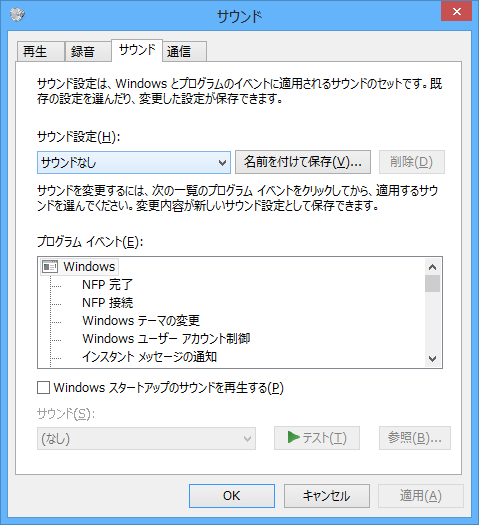 サウンド
再生 録音 サウンド 通信
サウンド設定は、Windows とプログラムのイベントに適用されるサウンドのセットです。既
存の設定を選んだり、変更した設定が保存できます。
サウンド設定(H):
サウンドなし 名前を付けて保存(V)... 削除(D)
サウンドを変更するには、次の一覧のプログラム イベントをクリックしてから、適用するサウ
ンドを選んでください。変更内容が新しいサウンド設定として保存できます。
プログラム イベント(E):
Windows
NFP 完了
NFP 接続
Windows テーマの変更
Windows ユーザー アカウント制御
インスタント メッセージの通知
Windows スタートアップのサウンドを再生する(P)
サウンド(S):
(なし) テスト(T) 参照(B)...
OK キャンセル 適用(A)